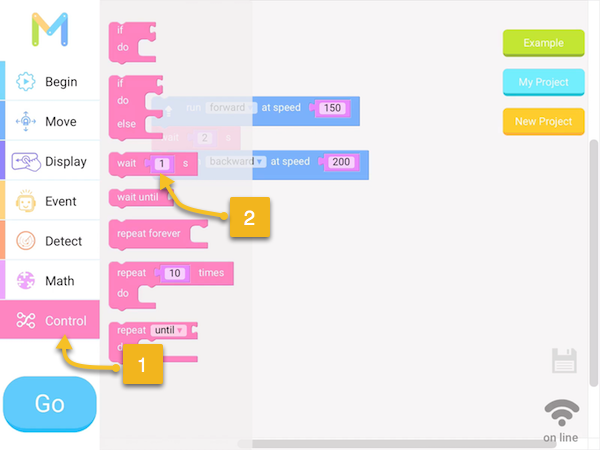 M
Begin
Move
Display
Event
Detect
Math
Control
Go
if
do
if
do
else
wait 1 s
wait until
repeat forever
repeat 10 times
do
repeat until
do
run forward at speed 150
wait 2 s
backward at speed 200
1
2
Example
My Project
New Project
on line